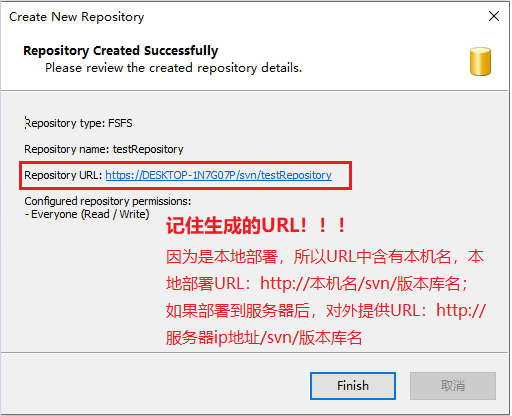 Create New Repository
Repository Created Successfully
Please review the created repository details.
Repository type: FSFS
Repository name: testRepository
Repository URL: https://DESKTOP-1N7G07P/svn/testRepository
Configured repository permissions:
- Everyone (Read / Write)
记住生成的URL！！！
因为是本地部署，所以URL中含有本机名，本
地部署URL：http://本机名/svn/版本库名；
如果部署到服务器后，对外提供URL：http://
服务器ip地址/svn/版本库名
Finish
取消